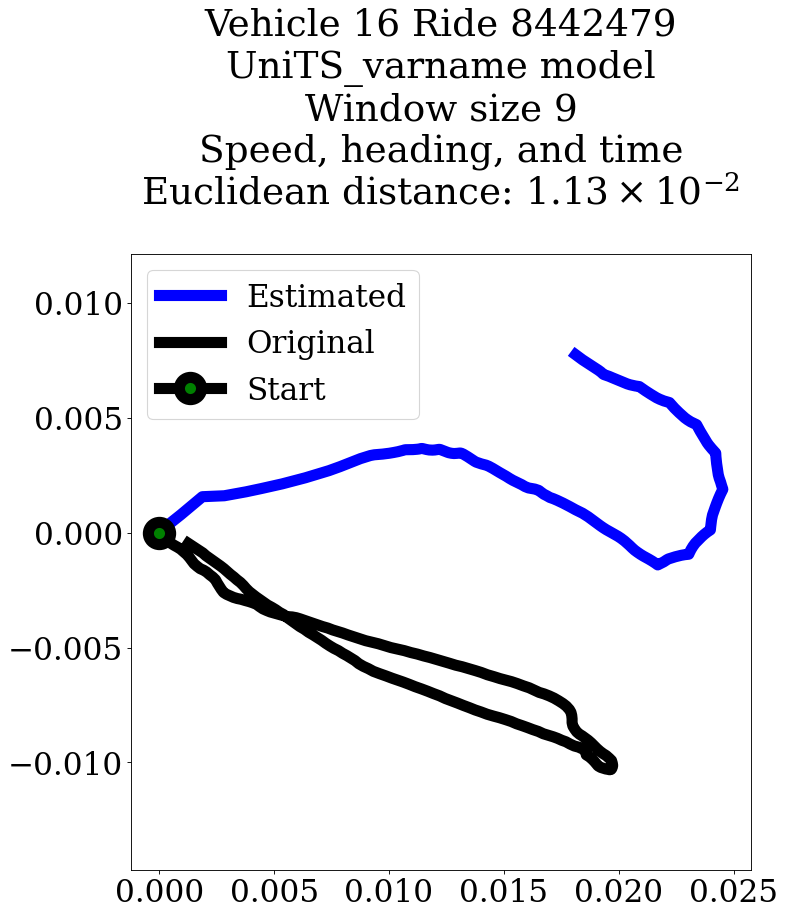 Vehicle 16 Ride 8442479
UniTS_varname model
Window size 9
Speed, heading, and time
Euclidean distance: 1.13 × 10⁻²
Estimated
Original
Start
0.010
0.005
0.000
−0.005
−0.010
0.000 0.005 0.010 0.015 0.020 0.025